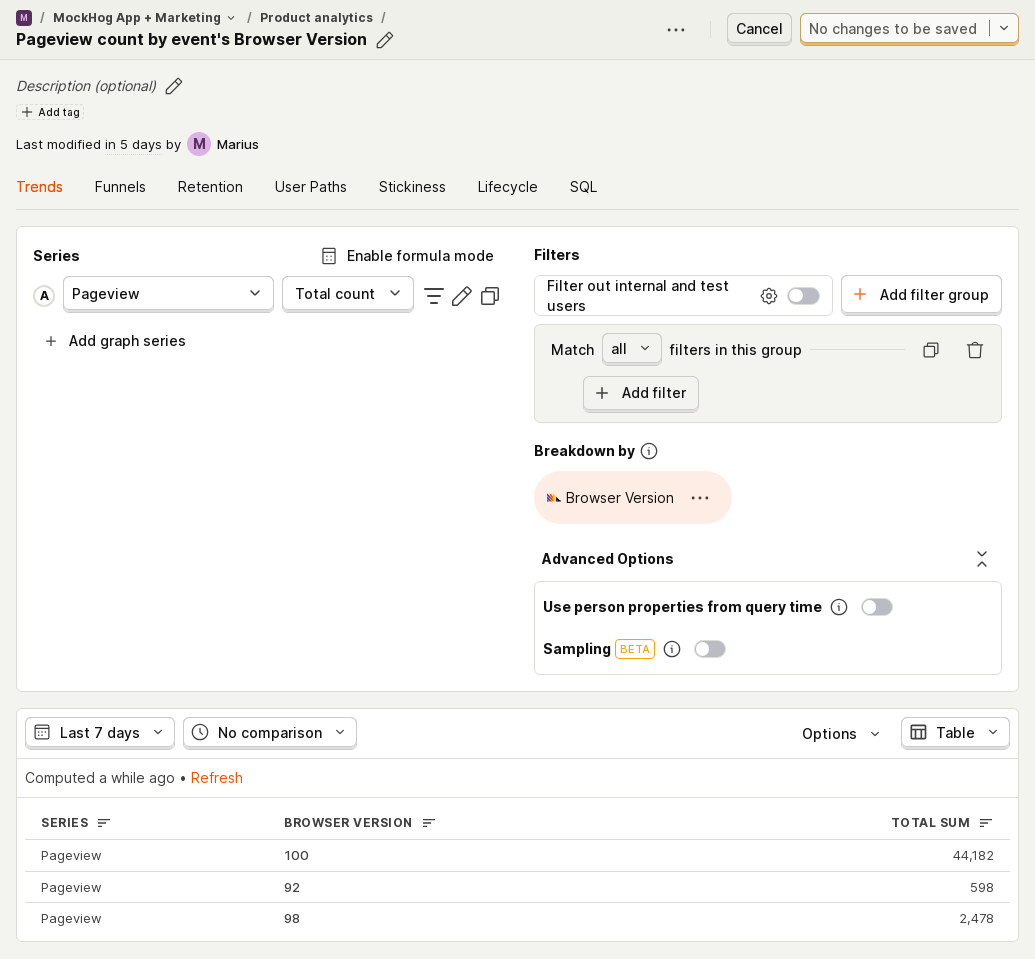 M / MockHog App + Marketing / Product analytics /
Pageview count by event's Browser Version
Cancel
No changes to be saved
Description (optional)
Add tag
Last modified in 5 days by M Marius
Trends Funnels Retention User Paths Stickiness Lifecycle SQL
Series
Enable formula mode
A Pageview Total count
Add graph series
Filters
Filter out internal and test
users
Add filter group
Match all filters in this group
Add filter
Breakdown by
Browser Version
Advanced Options
Use person properties from query time
Sampling BETA
Last 7 days No comparison Options Table
Computed a while ago • Refresh
SERIES BROWSER VERSION TOTAL SUM
Pageview 100 44,182
Pageview 92 598
Pageview 98 2,478